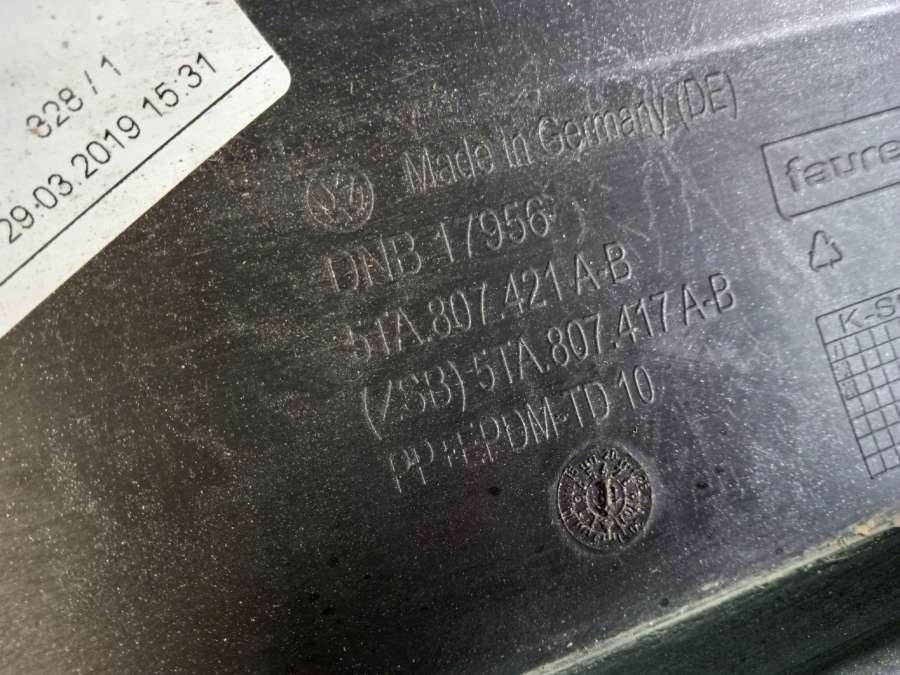 328 / 1
29.03.2019 15:31
Made in Germany (DE)
DNB 17956
5TA.807.421 A-B
(ZSB) 5TA.807.417 A-B
PP+EPDM-TD 10
faure
K-S